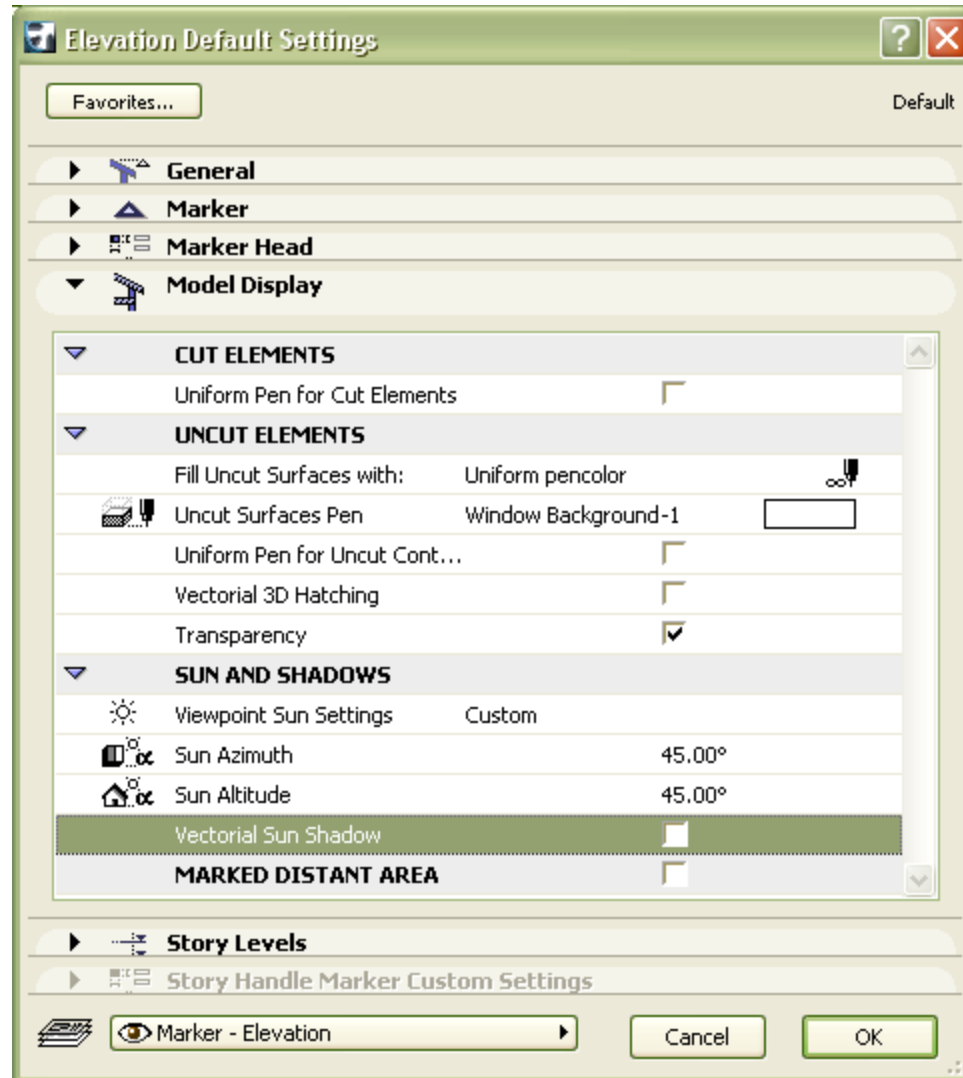 Elevation Default Settings
Favorites...
Default
General
Marker
Marker Head
Model Display
CUT ELEMENTS
Uniform Pen for Cut Elements
UNCUT ELEMENTS
Fill Uncut Surfaces with: Uniform pencolor
Uncut Surfaces Pen Window Background-1
Uniform Pen for Uncut Cont...
Vectorial 3D Hatching
Transparency
SUN AND SHADOWS
Viewpoint Sun Settings Custom
Sun Azimuth 45.00°
Sun Altitude 45.00°
Vectorial Sun Shadow
MARKED DISTANT AREA
Story Levels
Story Handle Marker Custom Settings
Marker - Elevation Cancel OK